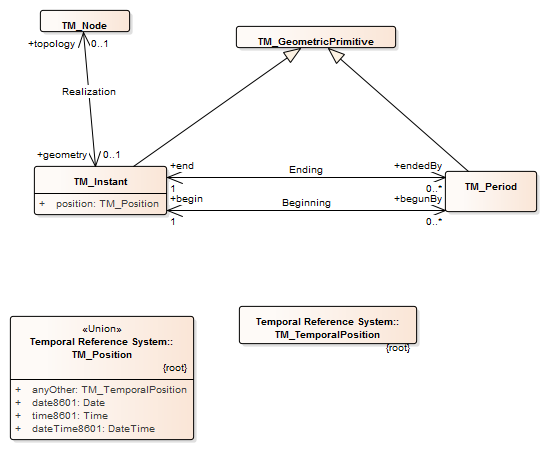 TM_Node
+topology
0..1
Realization
+geometry
0..1
TM_GeometricPrimitive
TM_Instant
+ position: TM_Position
+end
Ending
+endedBy
1
0..*
+begin
Beginning
+begunBy
1
0..*
TM_Period
«Union»
Temporal Reference System::
TM_Position
{root}
+ anyOther: TM_TemporalPosition
+ date8601: Date
+ time8601: Time
+ dateTime8601: DateTime
Temporal Reference System::
TM_TemporalPosition
{root}